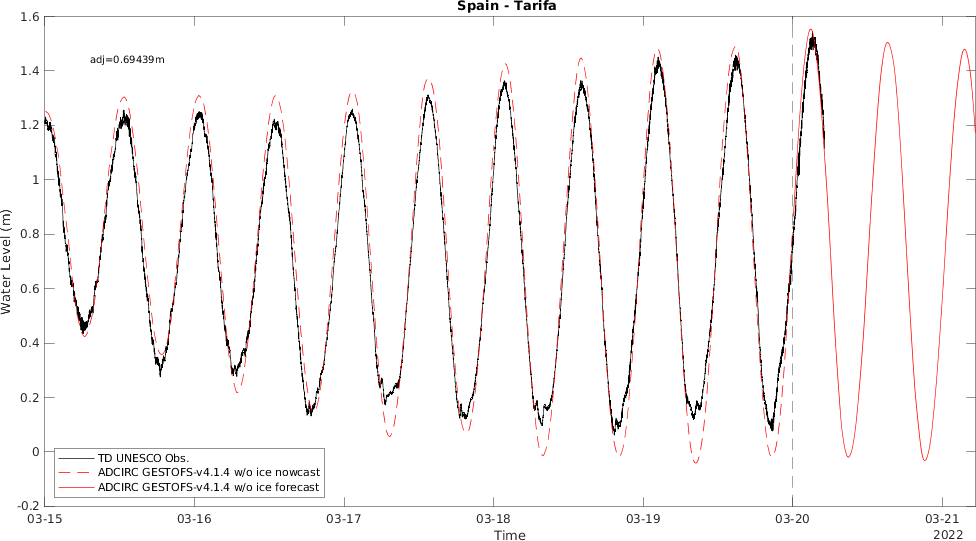 Spain - Tarifa
1.6
1.4
1.2
1
0.8
0.6
0.4
0.2
0
-0.2
Water Level (m)
adj=0.69439m
TD UNESCO Obs.
ADCIRC GESTOFS-v4.1.4 w/o ice nowcast
ADCIRC GESTOFS-v4.1.4 w/o ice forecast
03-15 03-16 03-17 03-18 03-19 03-20 03-21
Time
2022